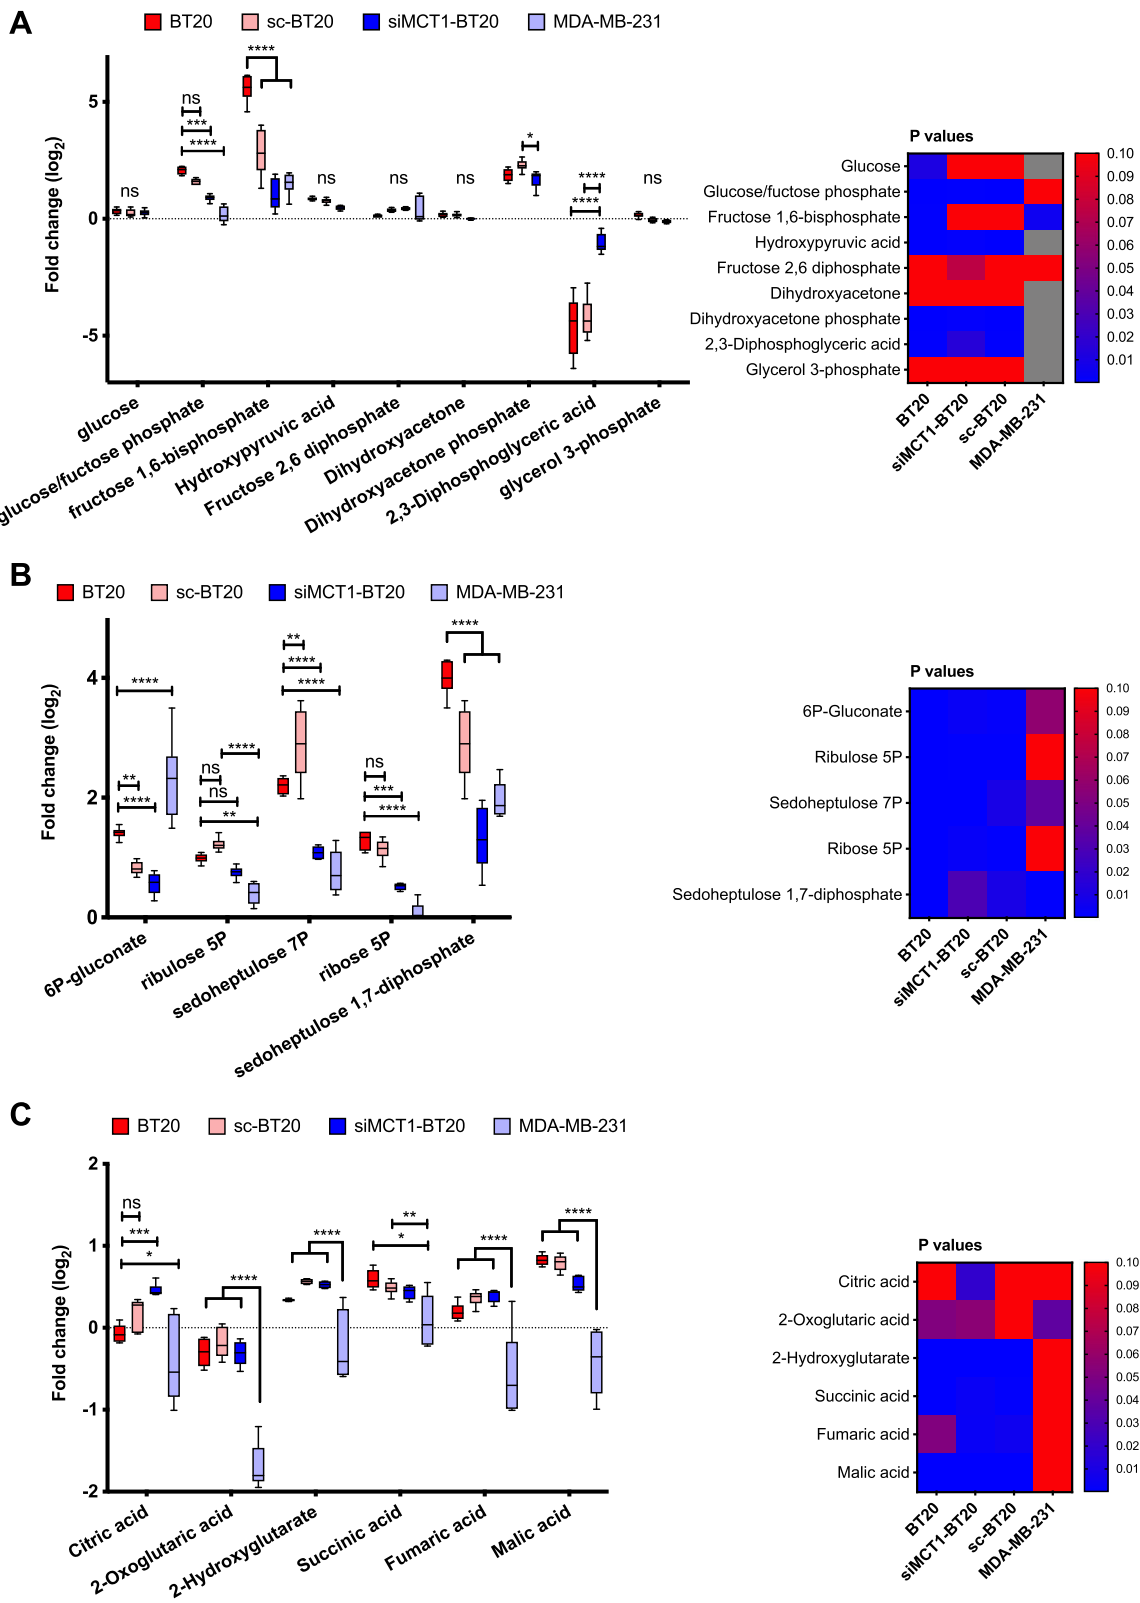 A
BT20 sc-BT20 siMCT1-BT20 MDA-MB-231
Fold change (log2)
5
0
-5
ns
ns
***
****
****
ns
ns
ns
*
****
****
ns
glucose
glucose/fuctose phosphate
fructose 1,6-bisphosphate
Hydroxypyruvic acid
Fructose 2,6 diphosphate
Dihydroxyacetone
Dihydroxyacetone phosphate
2,3-Diphosphoglyceric acid
glycerol 3-phosphate
P values
Glucose
Glucose/fuctose phosphate
Fructose 1,6-bisphosphate
Hydroxypyruvic acid
Fructose 2,6 diphosphate
Dihydroxyacetone
Dihydroxyacetone phosphate
2,3-Diphosphoglyceric acid
Glycerol 3-phosphate
BT20
siMCT1-BT20
sc-BT20
MDA-MB-231
0.10
0.09
0.08
0.07
0.06
0.05
0.04
0.03
0.02
0.01
B
BT20 sc-BT20 siMCT1-BT20 MDA-MB-231
Fold change (log2)
4
2
0
****
**
****
****
ns
ns
**
**
****
****
ns
***
****
****
6P-gluconate
ribulose 5P
sedoheptulose 7P
ribose 5P
sedoheptulose 1,7-diphosphate
P values
6P-Gluconate
Ribulose 5P
Sedoheptulose 7P
Ribose 5P
Sedoheptulose 1,7-diphosphate
BT20
siMCT1-BT20
sc-BT20
MDA-MB-231
0.10
0.09
0.08
0.07
0.06
0.05
0.04
0.03
0.02
0.01
C
BT20 sc-BT20 siMCT1-BT20 MDA-MB-231
Fold change (log2)
2
1
0
-1
-2
ns
***
*
****
****
**
*
****
****
Citric acid
2-Oxoglutaric acid
2-Hydroxyglutarate
Succinic acid
Fumaric acid
Malic acid
P values
Citric acid
2-Oxoglutaric acid
2-Hydroxyglutarate
Succinic acid
Fumaric acid
Malic acid
BT20
siMCT1-BT20
sc-BT20
MDA-MB-231
0.10
0.09
0.08
0.07
0.06
0.05
0.04
0.03
0.02
0.01